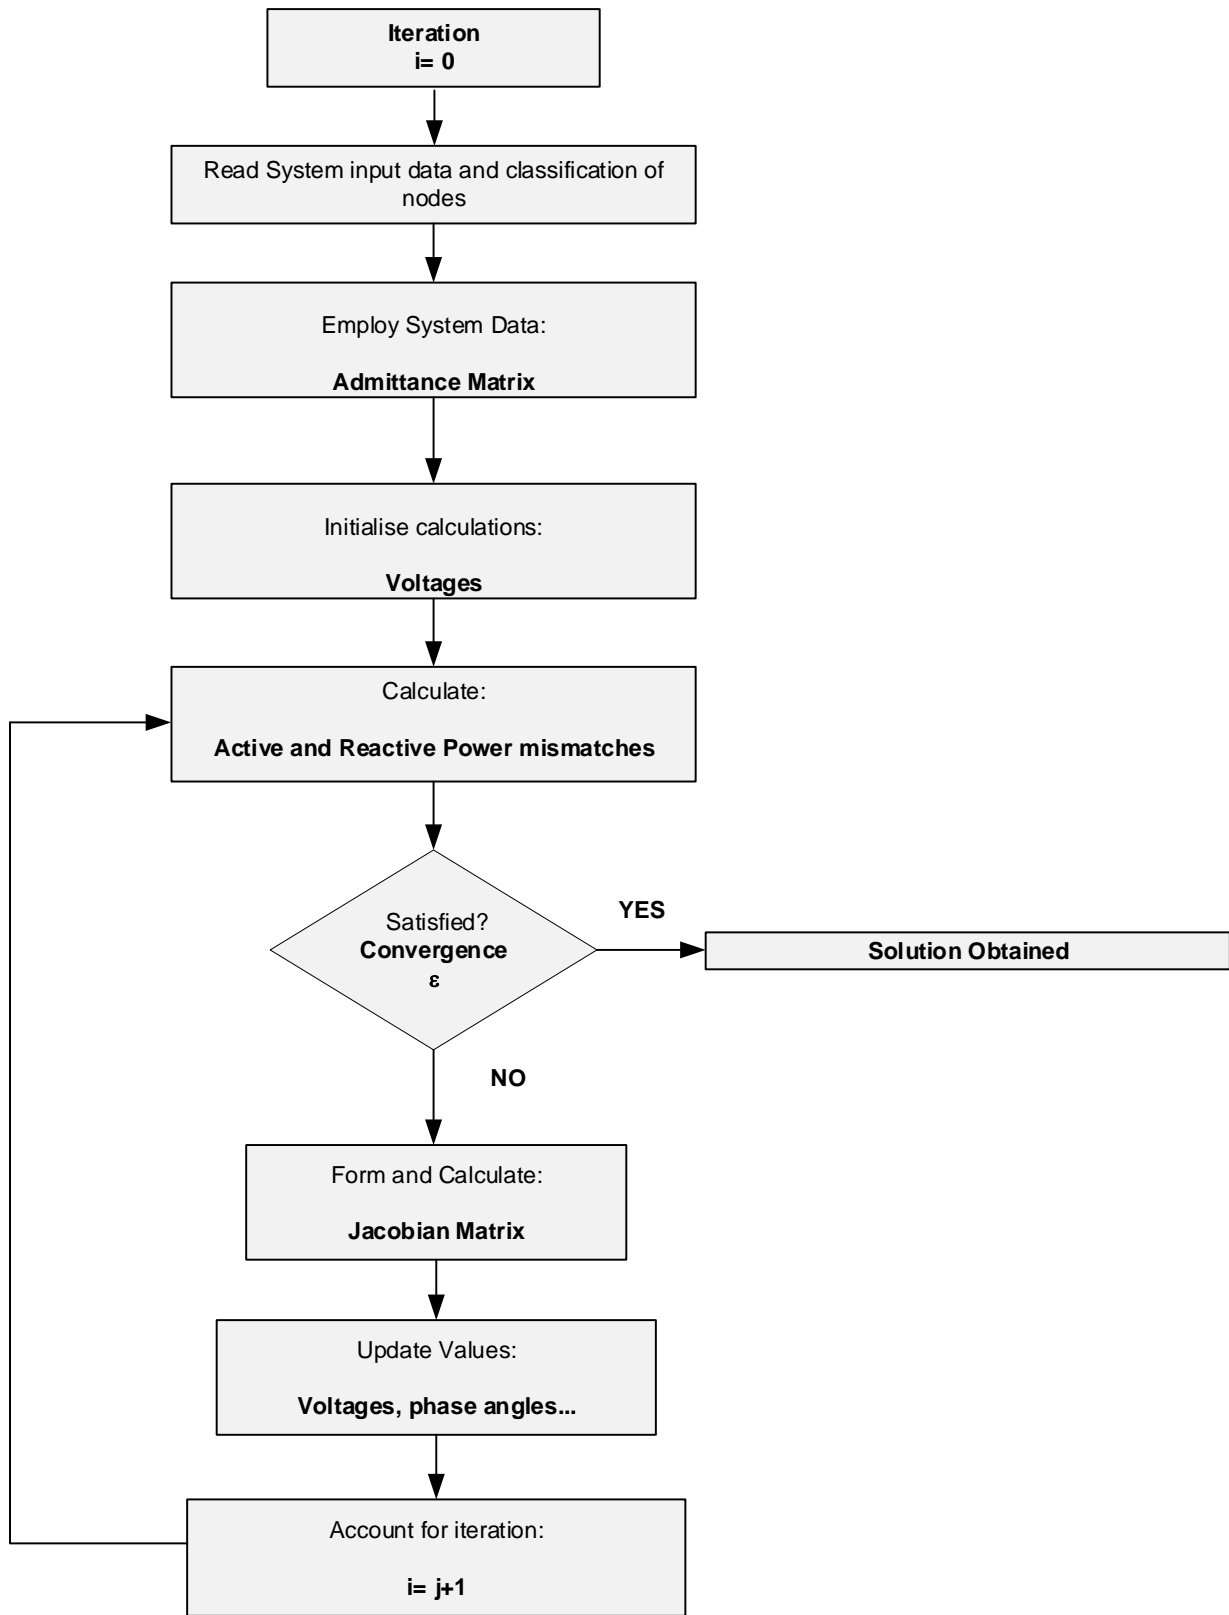 Iteration
i= 0
Read System input data and classification of
nodes
Employ System Data:
Admittance Matrix
Initialise calculations:
Voltages
Calculate:
Active and Reactive Power mismatches
Satisfied?
Convergence
ε
YES
Solution Obtained
NO
Form and Calculate:
Jacobian Matrix
Update Values:
Voltages, phase angles...
Account for iteration:
i= j+1